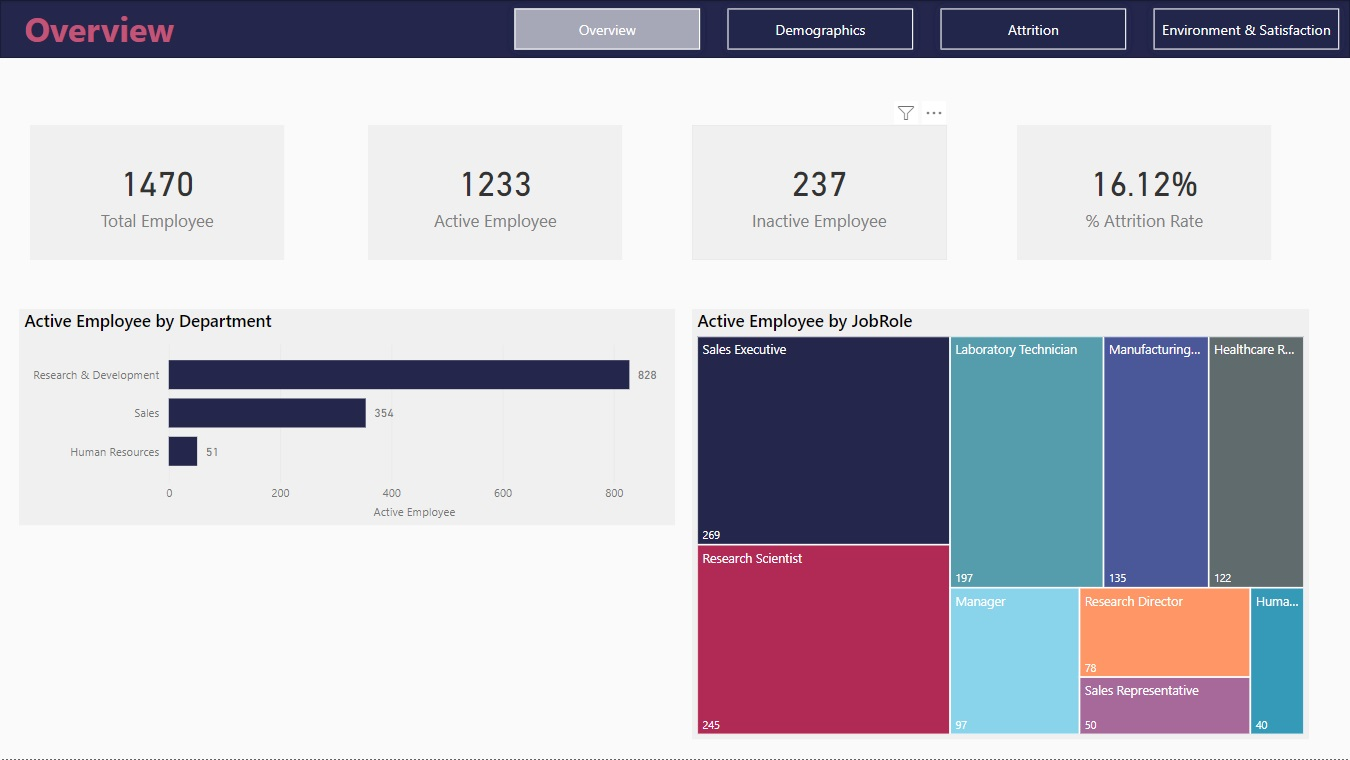 Overview
Overview
Demographics
Attrition
Environment & Satisfaction
1470
Total Employee
1233
Active Employee
237
Inactive Employee
16.12%
% Attrition Rate
Active Employee by Department
Research & Development
828
Sales
354
Human Resources
51
0 200 400 600 800
Active Employee
Active Employee by JobRole
Sales Executive
269
Research Scientist
245
Laboratory Technician
197
Manufacturing...
135
Healthcare R...
122
Manager
97
Research Director
78
Sales Representative
50
Huma...
40